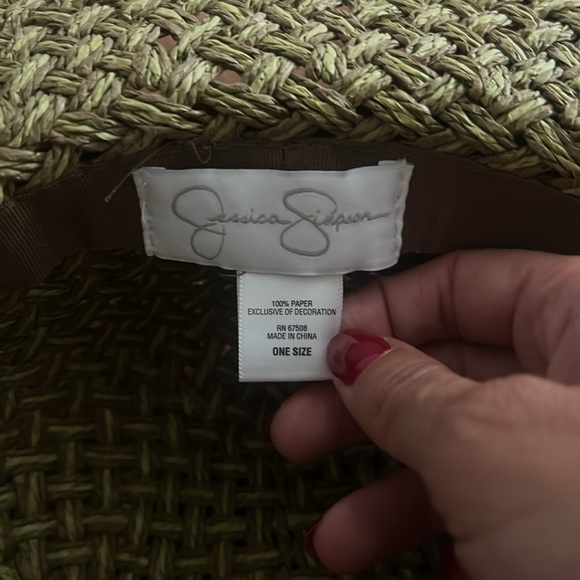 Jessica Simpson
100% PAPER
EXCLUSIVE OF DECORATION
RN 67508
MADE IN CHINA
ONE SIZE